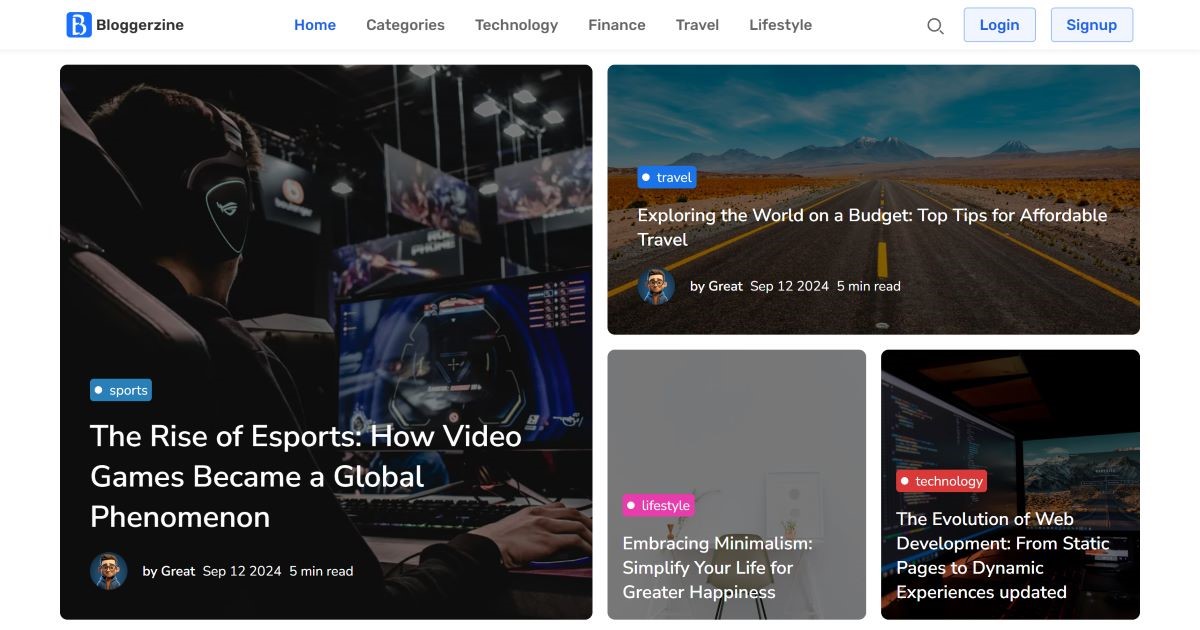 Bloggerzine
Home Categories Technology Finance Travel Lifestyle
Login Signup
sports
The Rise of Esports: How Video
Games Became a Global
Phenomenon
by Great Sep 12 2024 5 min read
travel
Exploring the World on a Budget: Top Tips for Affordable
Travel
by Great Sep 12 2024 5 min read
lifestyle
Embracing Minimalism:
Simplify Your Life for
Greater Happiness
technology
The Evolution of Web
Development: From Static
Pages to Dynamic
Experiences updated